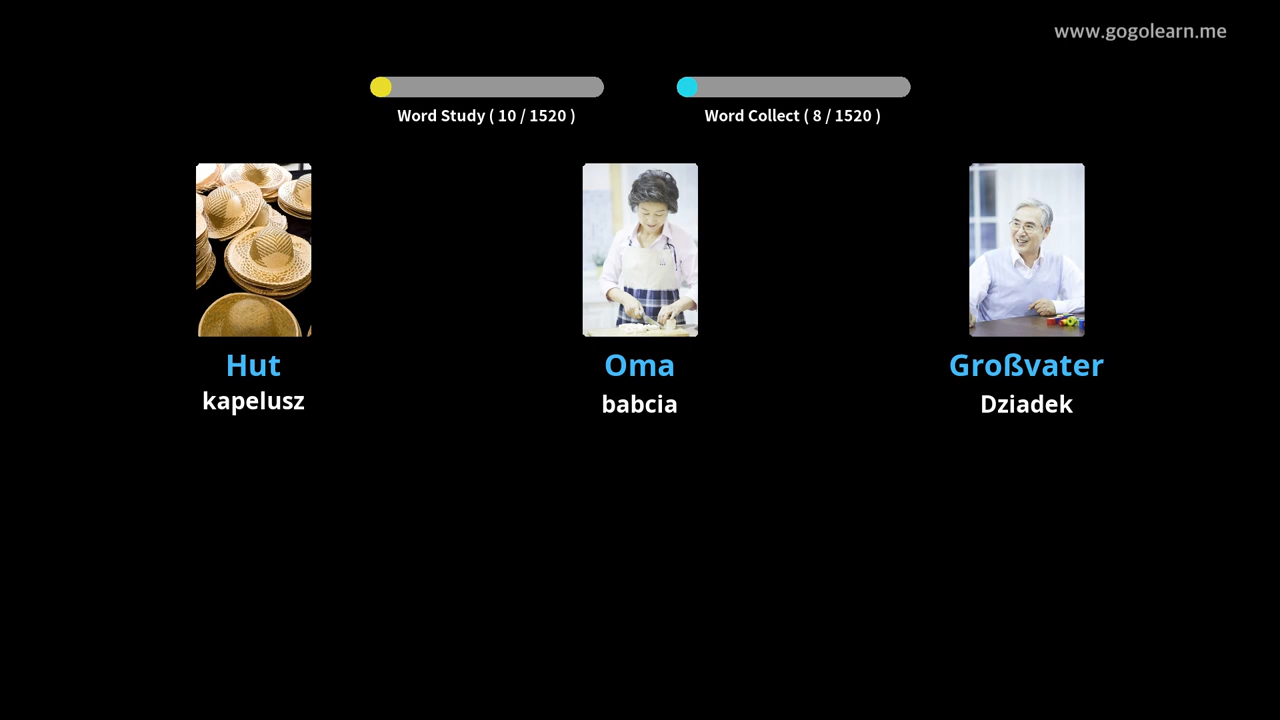 www.gogolearn.me
Word Study ( 10 / 1520 )
Word Collect ( 8 / 1520 )
Hut
kapelusz
Oma
babcia
Großvater
Dziadek